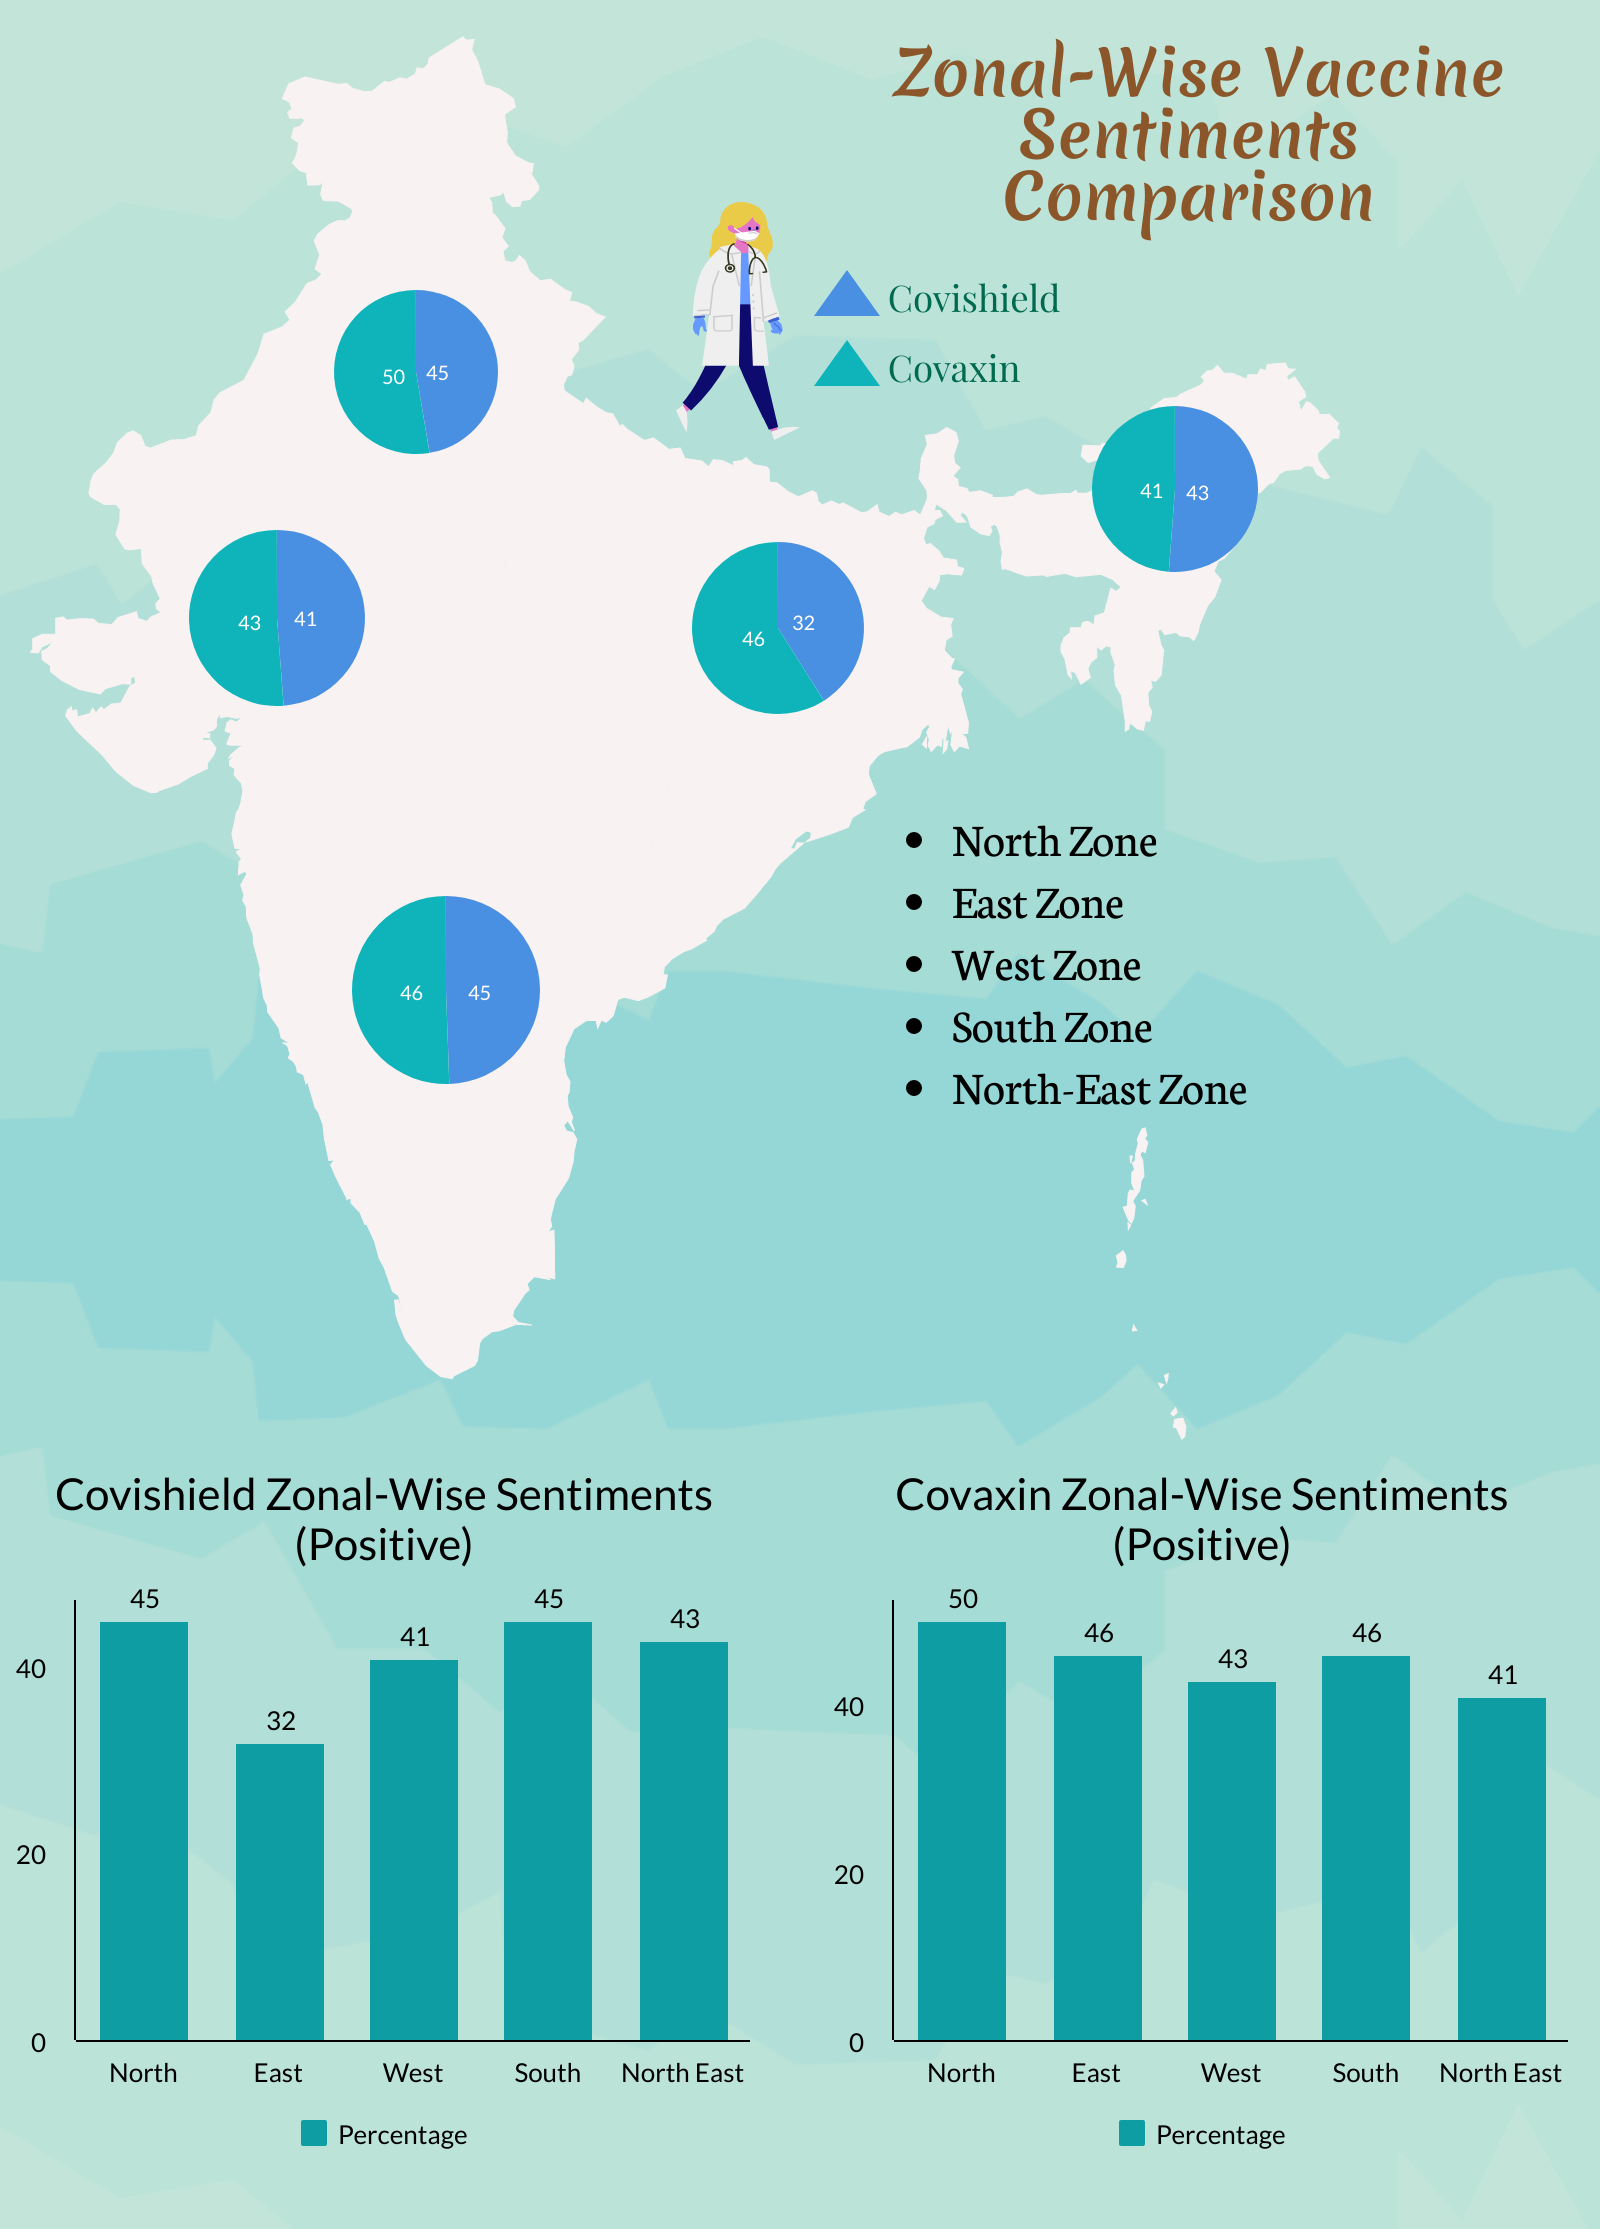 Zonal-Wise Vaccine
Sentiments
Comparison
Covishield
Covaxin
50 45
41 43
43 41
46 32
46 45
• North Zone
• East Zone
• West Zone
• South Zone
• North-East Zone
Covishield Zonal-Wise Sentiments
(Positive)
45
32
41
45
43
40
20
0
North East West South North East
Percentage
Covaxin Zonal-Wise Sentiments
(Positive)
50
46
43
46
41
40
20
0
North East West South North East
Percentage